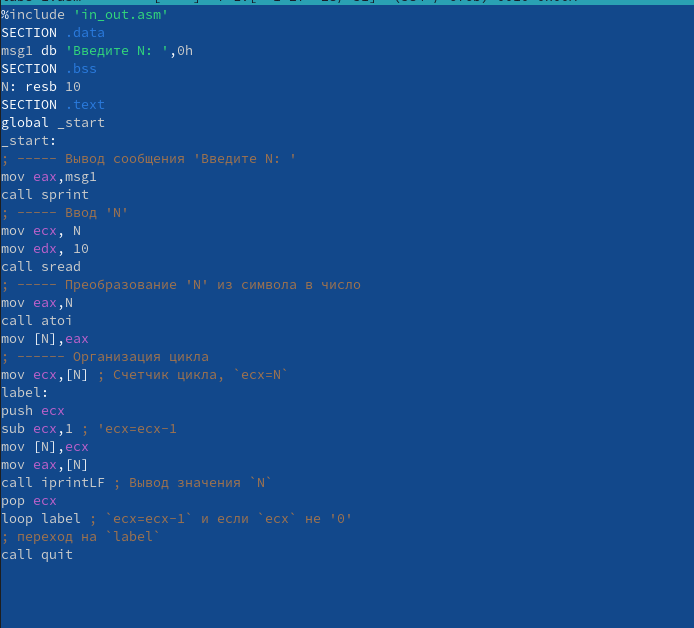 %include 'in_out.asm'
SECTION .data
msg1 db 'Введите N: ',0h
SECTION .bss
N: resb 10
SECTION .text
global _start
_start:
; ----- Вывод сообщения 'Введите N: '
mov eax,msg1
call sprint
; ----- Ввод 'N'
mov ecx, N
mov edx, 10
call sread
; ----- Преобразование 'N' из символа в число
mov eax,N
call atoi
mov [N],eax
; ------ Организация цикла
mov ecx,[N] ; Счетчик цикла, `ecx=N`
label:
push ecx
sub ecx,1 ; 'ecx=ecx-1
mov [N],ecx
mov eax,[N]
call iprintLF ; Вывод значения `N`
pop ecx
loop label ; `ecx=ecx-1` и если `ecx` не '0'
; переход на `label`
call quit